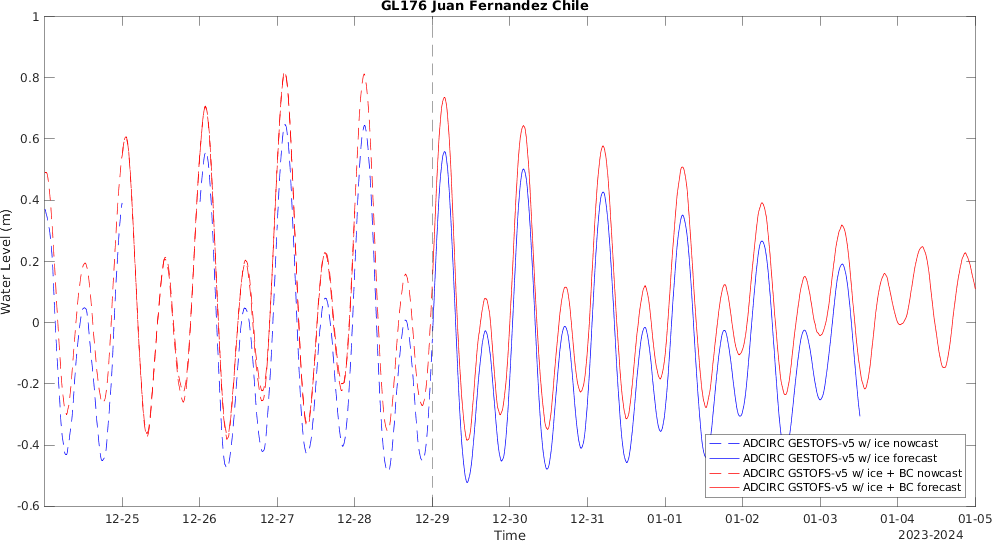 GL176 Juan Fernandez Chile
1
0.8
0.6
0.4
0.2
0
-0.2
-0.4
-0.6
Water Level (m)
ADCIRC GESTOFS-v5 w/ ice nowcast
ADCIRC GESTOFS-v5 w/ ice forecast
ADCIRC GSTOFS-v5 w/ ice + BC nowcast
ADCIRC GSTOFS-v5 w/ ice + BC forecast
12-25 12-26 12-27 12-28 12-29 12-30 12-31 01-01 01-02 01-03 01-04 01-05
Time
2023-2024